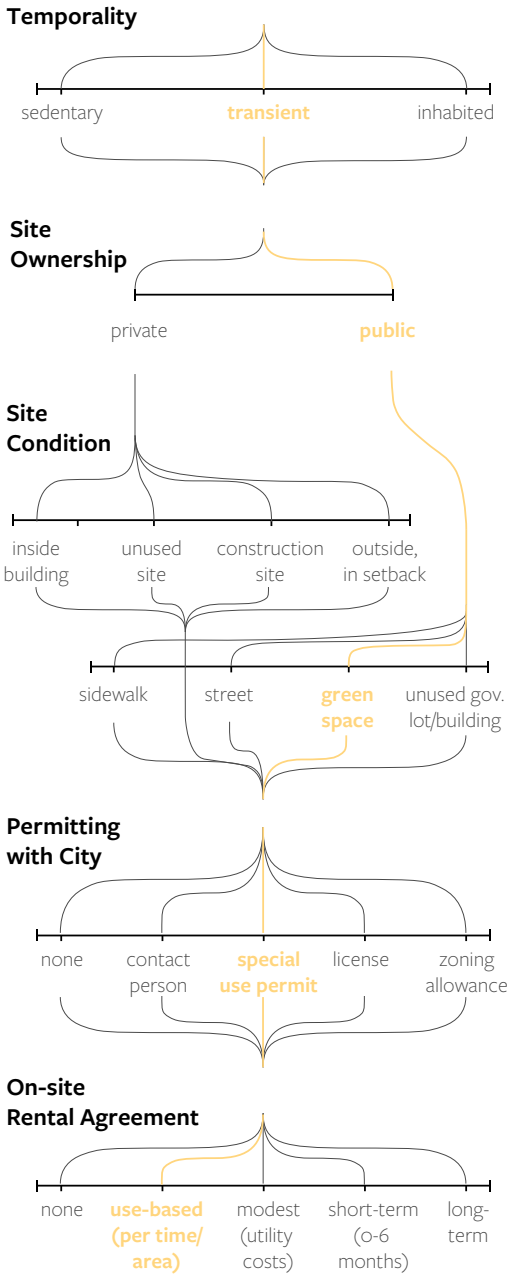 Temporality
sedentary transient inhabited
Site
Ownership
private public
Site
Condition
inside unused construction outside,
building site site in setback
sidewalk street green unused gov.
space lot/building
Permitting
with City
none contact special license zoning
person use permit allowance
On-site
Rental Agreement
none use-based modest short-term long-
(per time/ (utility (0-6 term
area) costs) months)